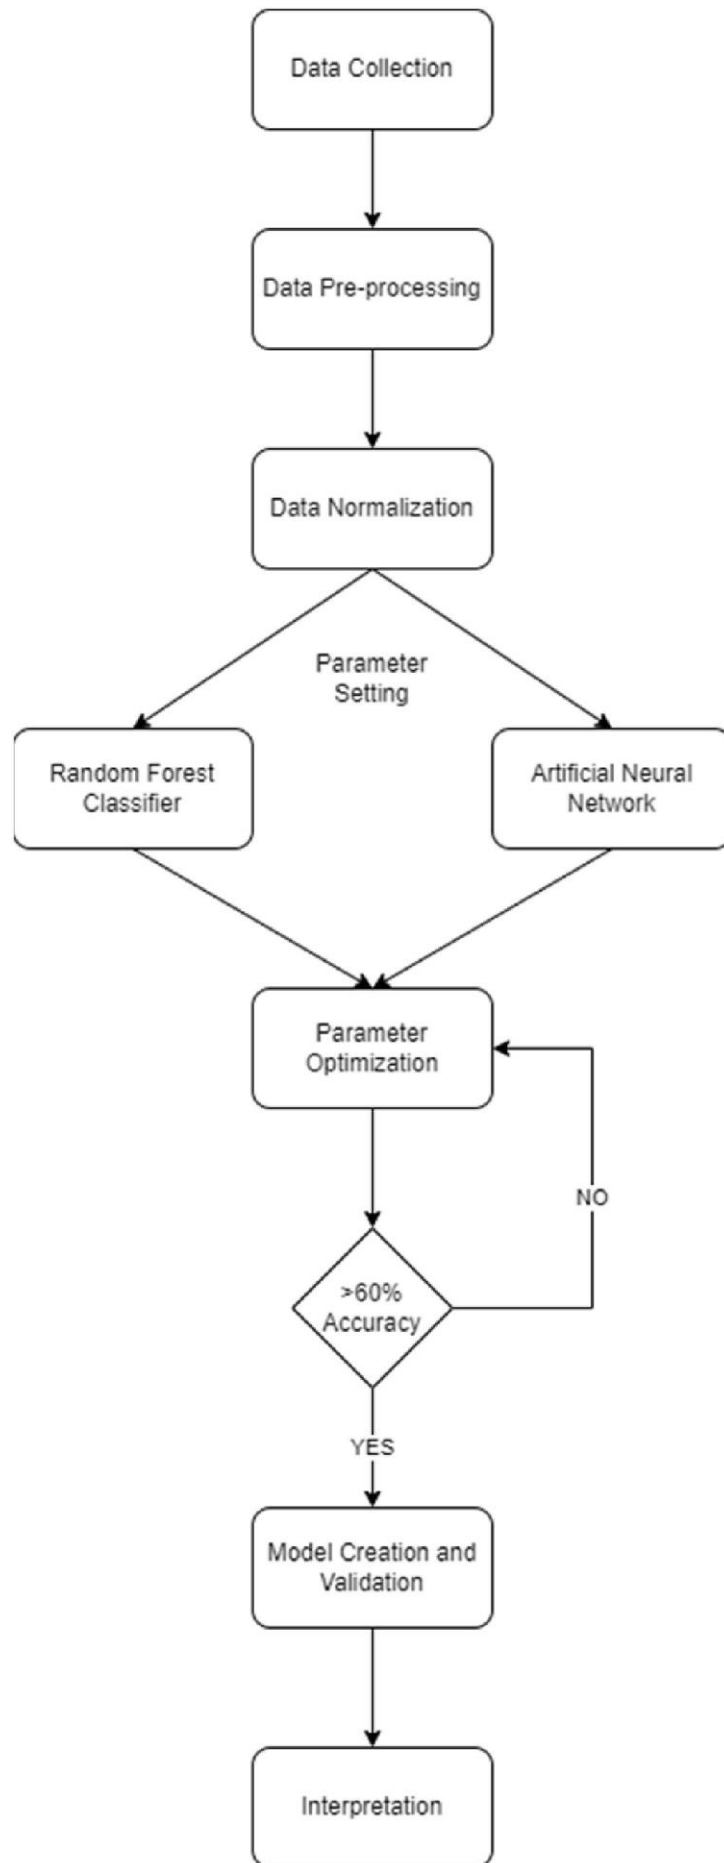 Data Collection
Data Pre-processing
Data Normalization
Parameter
Setting
Random Forest
Classifier
Artificial Neural
Network
Parameter
Optimization
NO
>60%
Accuracy
YES
Model Creation and
Validation
Interpretation